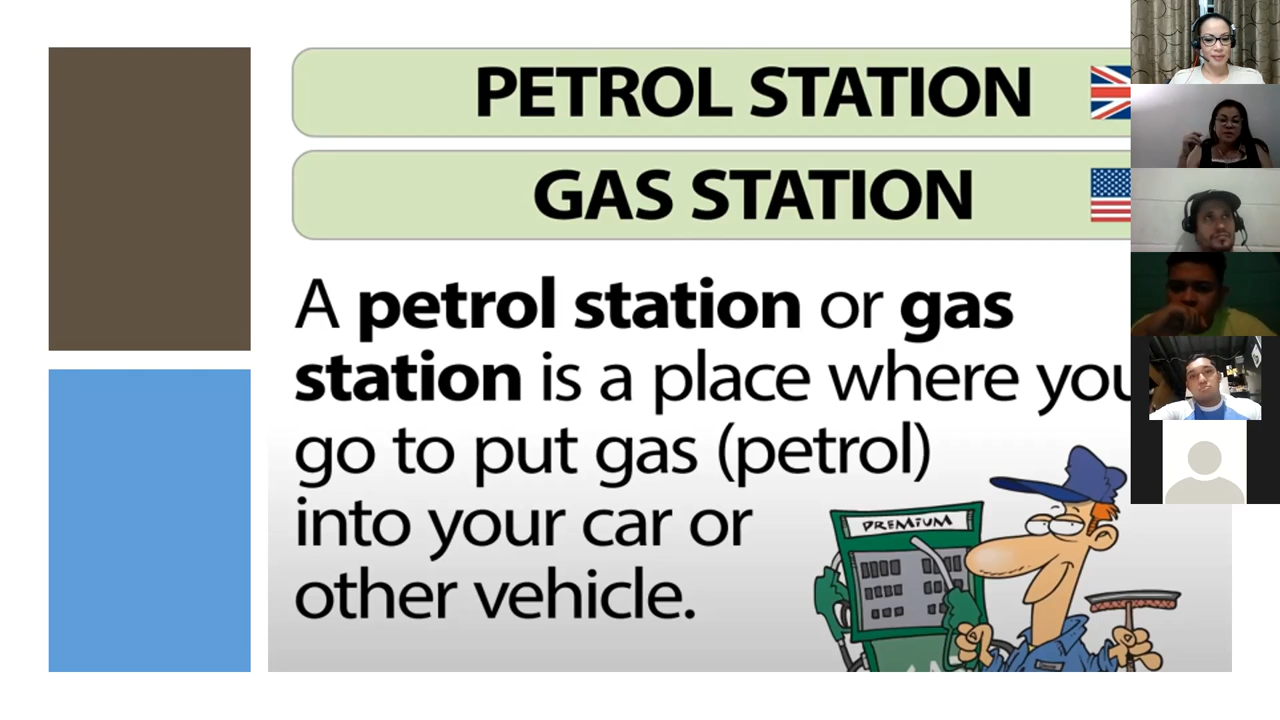 PETROL STATION
GAS STATION
A petrol station or gas
station is a place where you
go to put gas (petrol)
into your car or
other vehicle.
PREMIUM